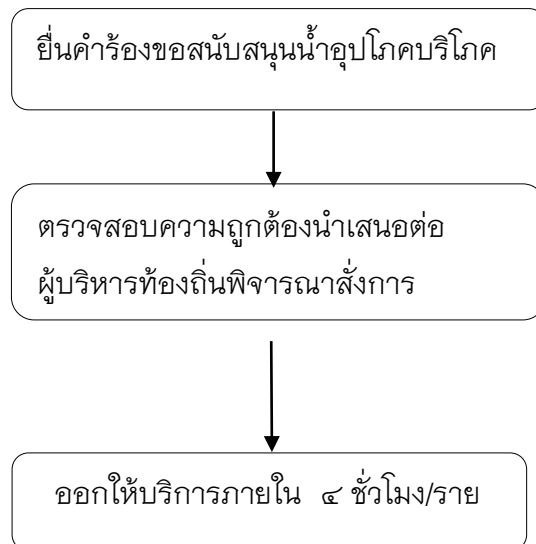 ยื่นคำร้องขอสนับสนุนน้ำอุปโภคบริโภค
ตรวจสอบความถูกต้องนำเสนอต่อ
ผู้บริหารท้องถิ่นพิจารณาสั่งการ
ออกให้บริการภายใน ๔ ชั่วโมง/ราย